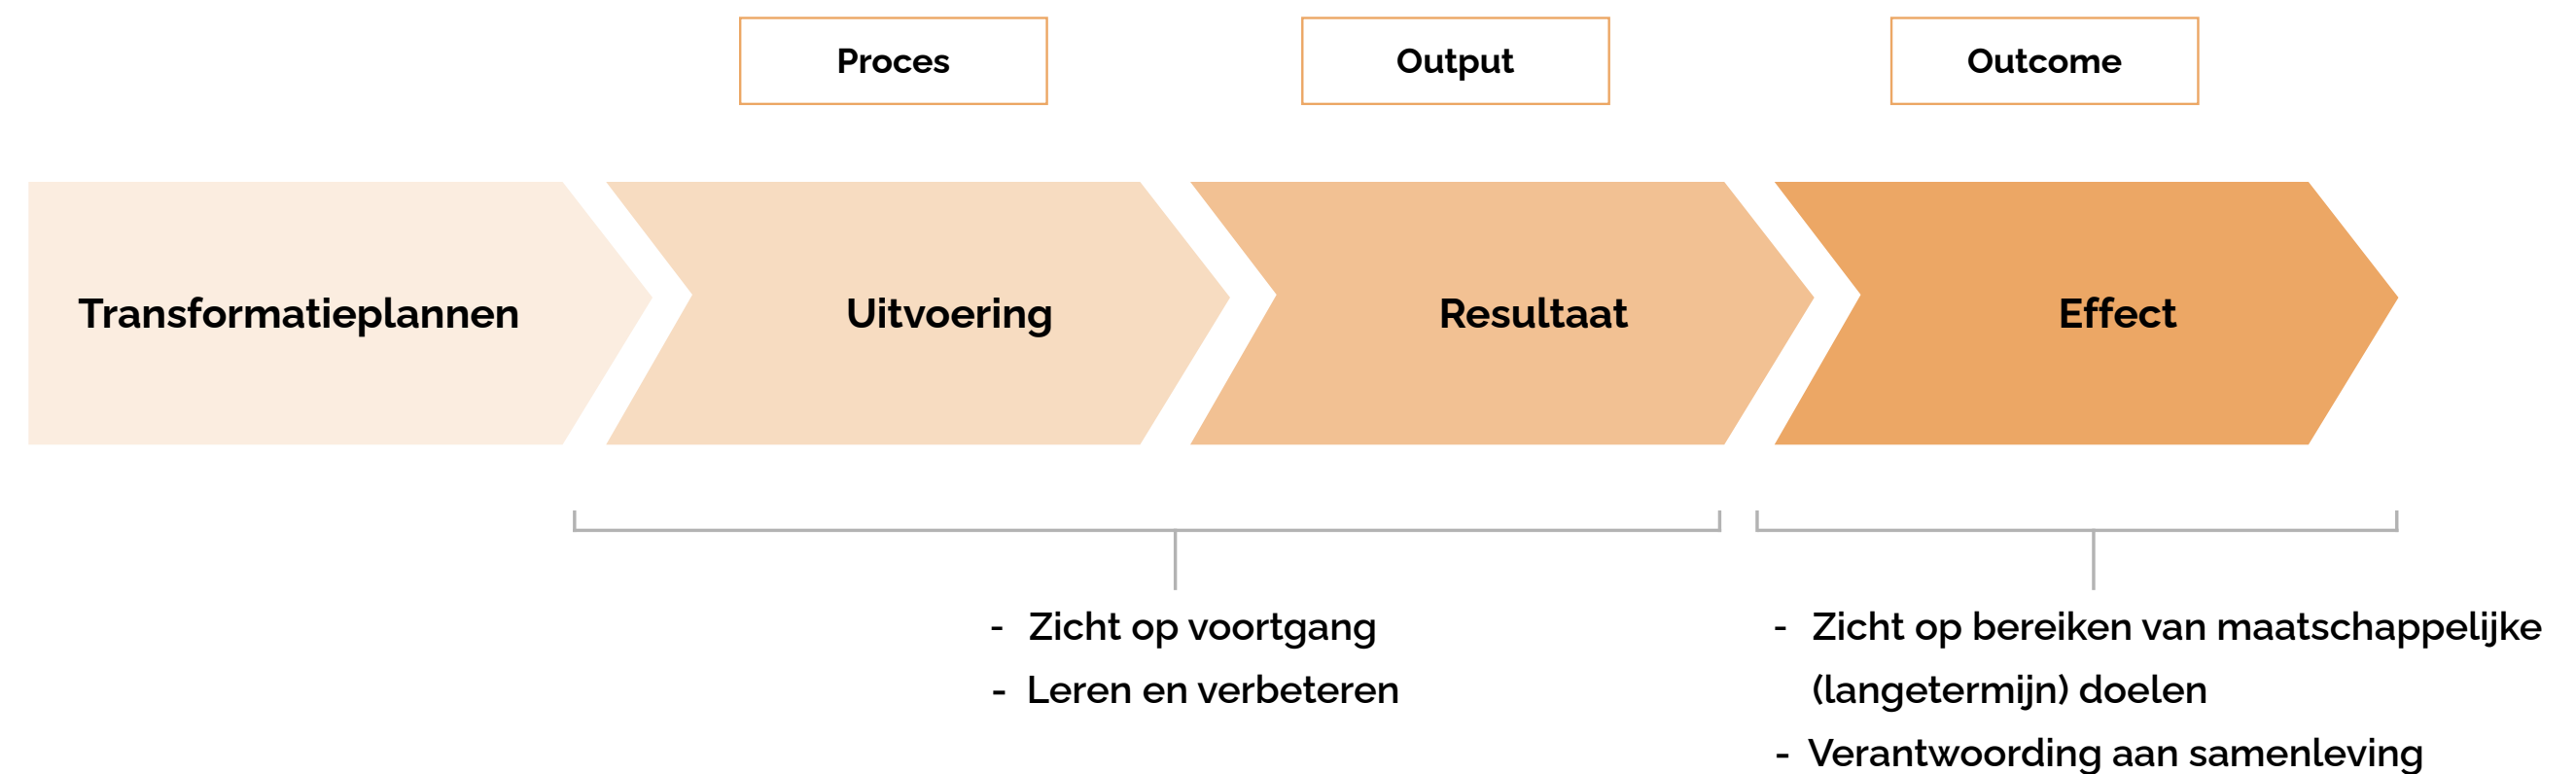 Proces
Output
Outcome
Transformatieplannen
Uitvoering
Resultaat
Effect
- Zicht op voortgang
- Leren en verbeteren
- Zicht op bereiken van maatschappelijke
(langetermijn) doelen
- Verantwoording aan samenleving